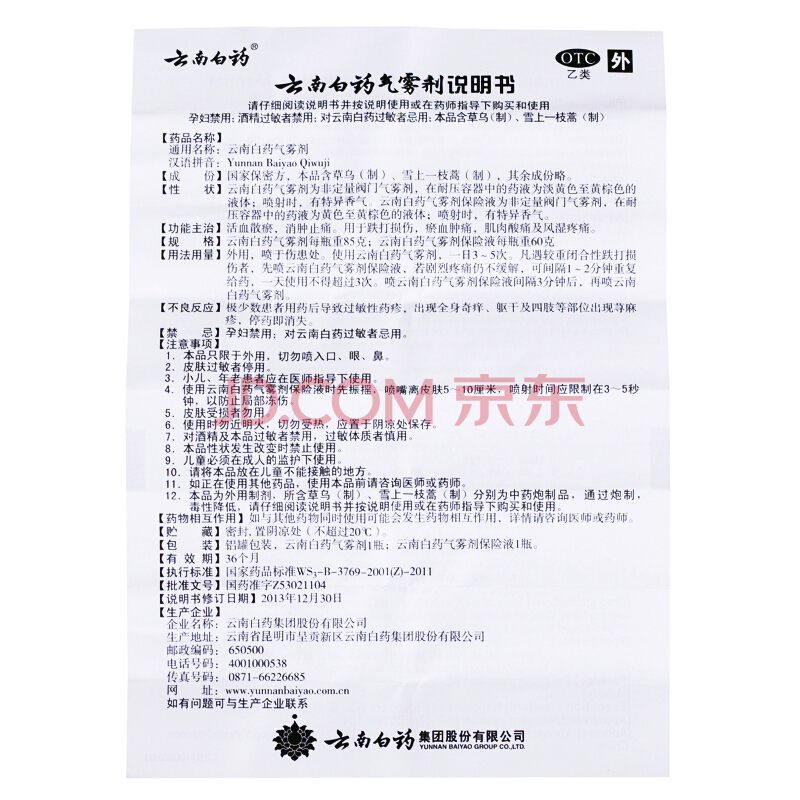 云南白药®
OTC
乙类
外
云南白药气雾剂说明书
请仔细阅读说明书并按说明使用或在药师指导下购买和使用
孕妇禁用；酒精过敏者禁用；对云南白药过敏者忌用；本品含草乌（制）、雪上一枝蒿（制）
【药品名称】
通用名称：云南白药气雾剂
汉语拼音：Yunnan Baiyao Qiwuji
【成 份】国家保密方，本品含草乌（制）、雪上一枝蒿（制），其余成份略。
【性 状】云南白药气雾剂为非定量阀门气雾剂，在耐压容器中的药液为淡黄色至黄棕色的
液体；喷射时，有特异香气。云南白药气雾剂保险液为非定量阀门气雾剂，在耐
压容器中的药液为黄色至黄棕色的液体；喷射时，有特异香气。
【功能主治】活血散瘀，消肿止痛。用于跌打损伤，瘀血肿痛，肌肉酸痛及风湿疼痛。
【规 格】云南白药气雾剂每瓶重85克；云南白药气雾剂保险液每瓶重60克
【用法用量】外用，喷于伤患处。使用云南白药气雾剂，一日3~5次。凡遇较重闭合性跌打损
伤者，先喷云南白药气雾剂保险液，若剧烈疼痛仍不缓解，可间隔1~2分钟重复
给药，一天使用不得超过3次。喷云南白药气雾剂保险液间隔3分钟后，再喷云南
白药气雾剂。
【不良反应】极少数患者用药后导致过敏性药疹，出现全身奇痒、躯干及四肢等部位出现荨麻
疹，停药即消失。
【禁 忌】孕妇禁用；对云南白药过敏者忌用。
【注意事项】
1. 本品只限于外用，切勿喷入口、眼、鼻。
2. 皮肤过敏者停用。
3. 小儿、年老患者应在医师指导下使用。
4. 使用云南白药气雾剂保险液时先振摇，喷嘴离皮肤5~10厘米，喷射时间应限制在3~5秒
钟，以防止局部冻伤。
5. 皮肤受损者勿用。
6. 使用时勿近明火，切勿受热，应置于阴凉处保存。
7. 对酒精及本品过敏者禁用，过敏体质者慎用。
8. 本品性状发生改变时禁止使用。
9. 儿童必须在成人的监护下使用。
10. 请将本品放在儿童不能接触的地方。
11. 如正在使用其他药品，使用本品前请咨询医师或药师。
12. 本品为外用制剂，所含草乌（制）、雪上一枝蒿（制）分别为中药炮制品，通过炮制，
毒性降低，请仔细阅读说明书并按说明使用或在药师指导下购买和使用。
【药物相互作用】如与其他药物同时使用可能会发生药物相互作用，详情请咨询医师或药师。
【贮 藏】密封，置阴凉处（不超过20℃）。
【包 装】铝罐包装，云南白药气雾剂1瓶；云南白药气雾剂保险液1瓶。
【有 效 期】36个月
【执行标准】国家药品标准WS3-B-3769-2001(Z)-2011
【批准文号】国药准字Z53021104
【说明书修订日期】2013年12月30日
【生产企业】
企业名称：云南白药集团股份有限公司
生产地址：云南省昆明市呈贡新区云南白药集团股份有限公司
邮政编码：650500
电话号码：4001000538
传真号码：0871-66226685
网 址：www.yunnanbaiyao.com.cn
如有问题可与生产企业联系
云南白药集团股份有限公司
YUNNAN BAIYAO GROUP CO.,LTD.
JD.COM 京东